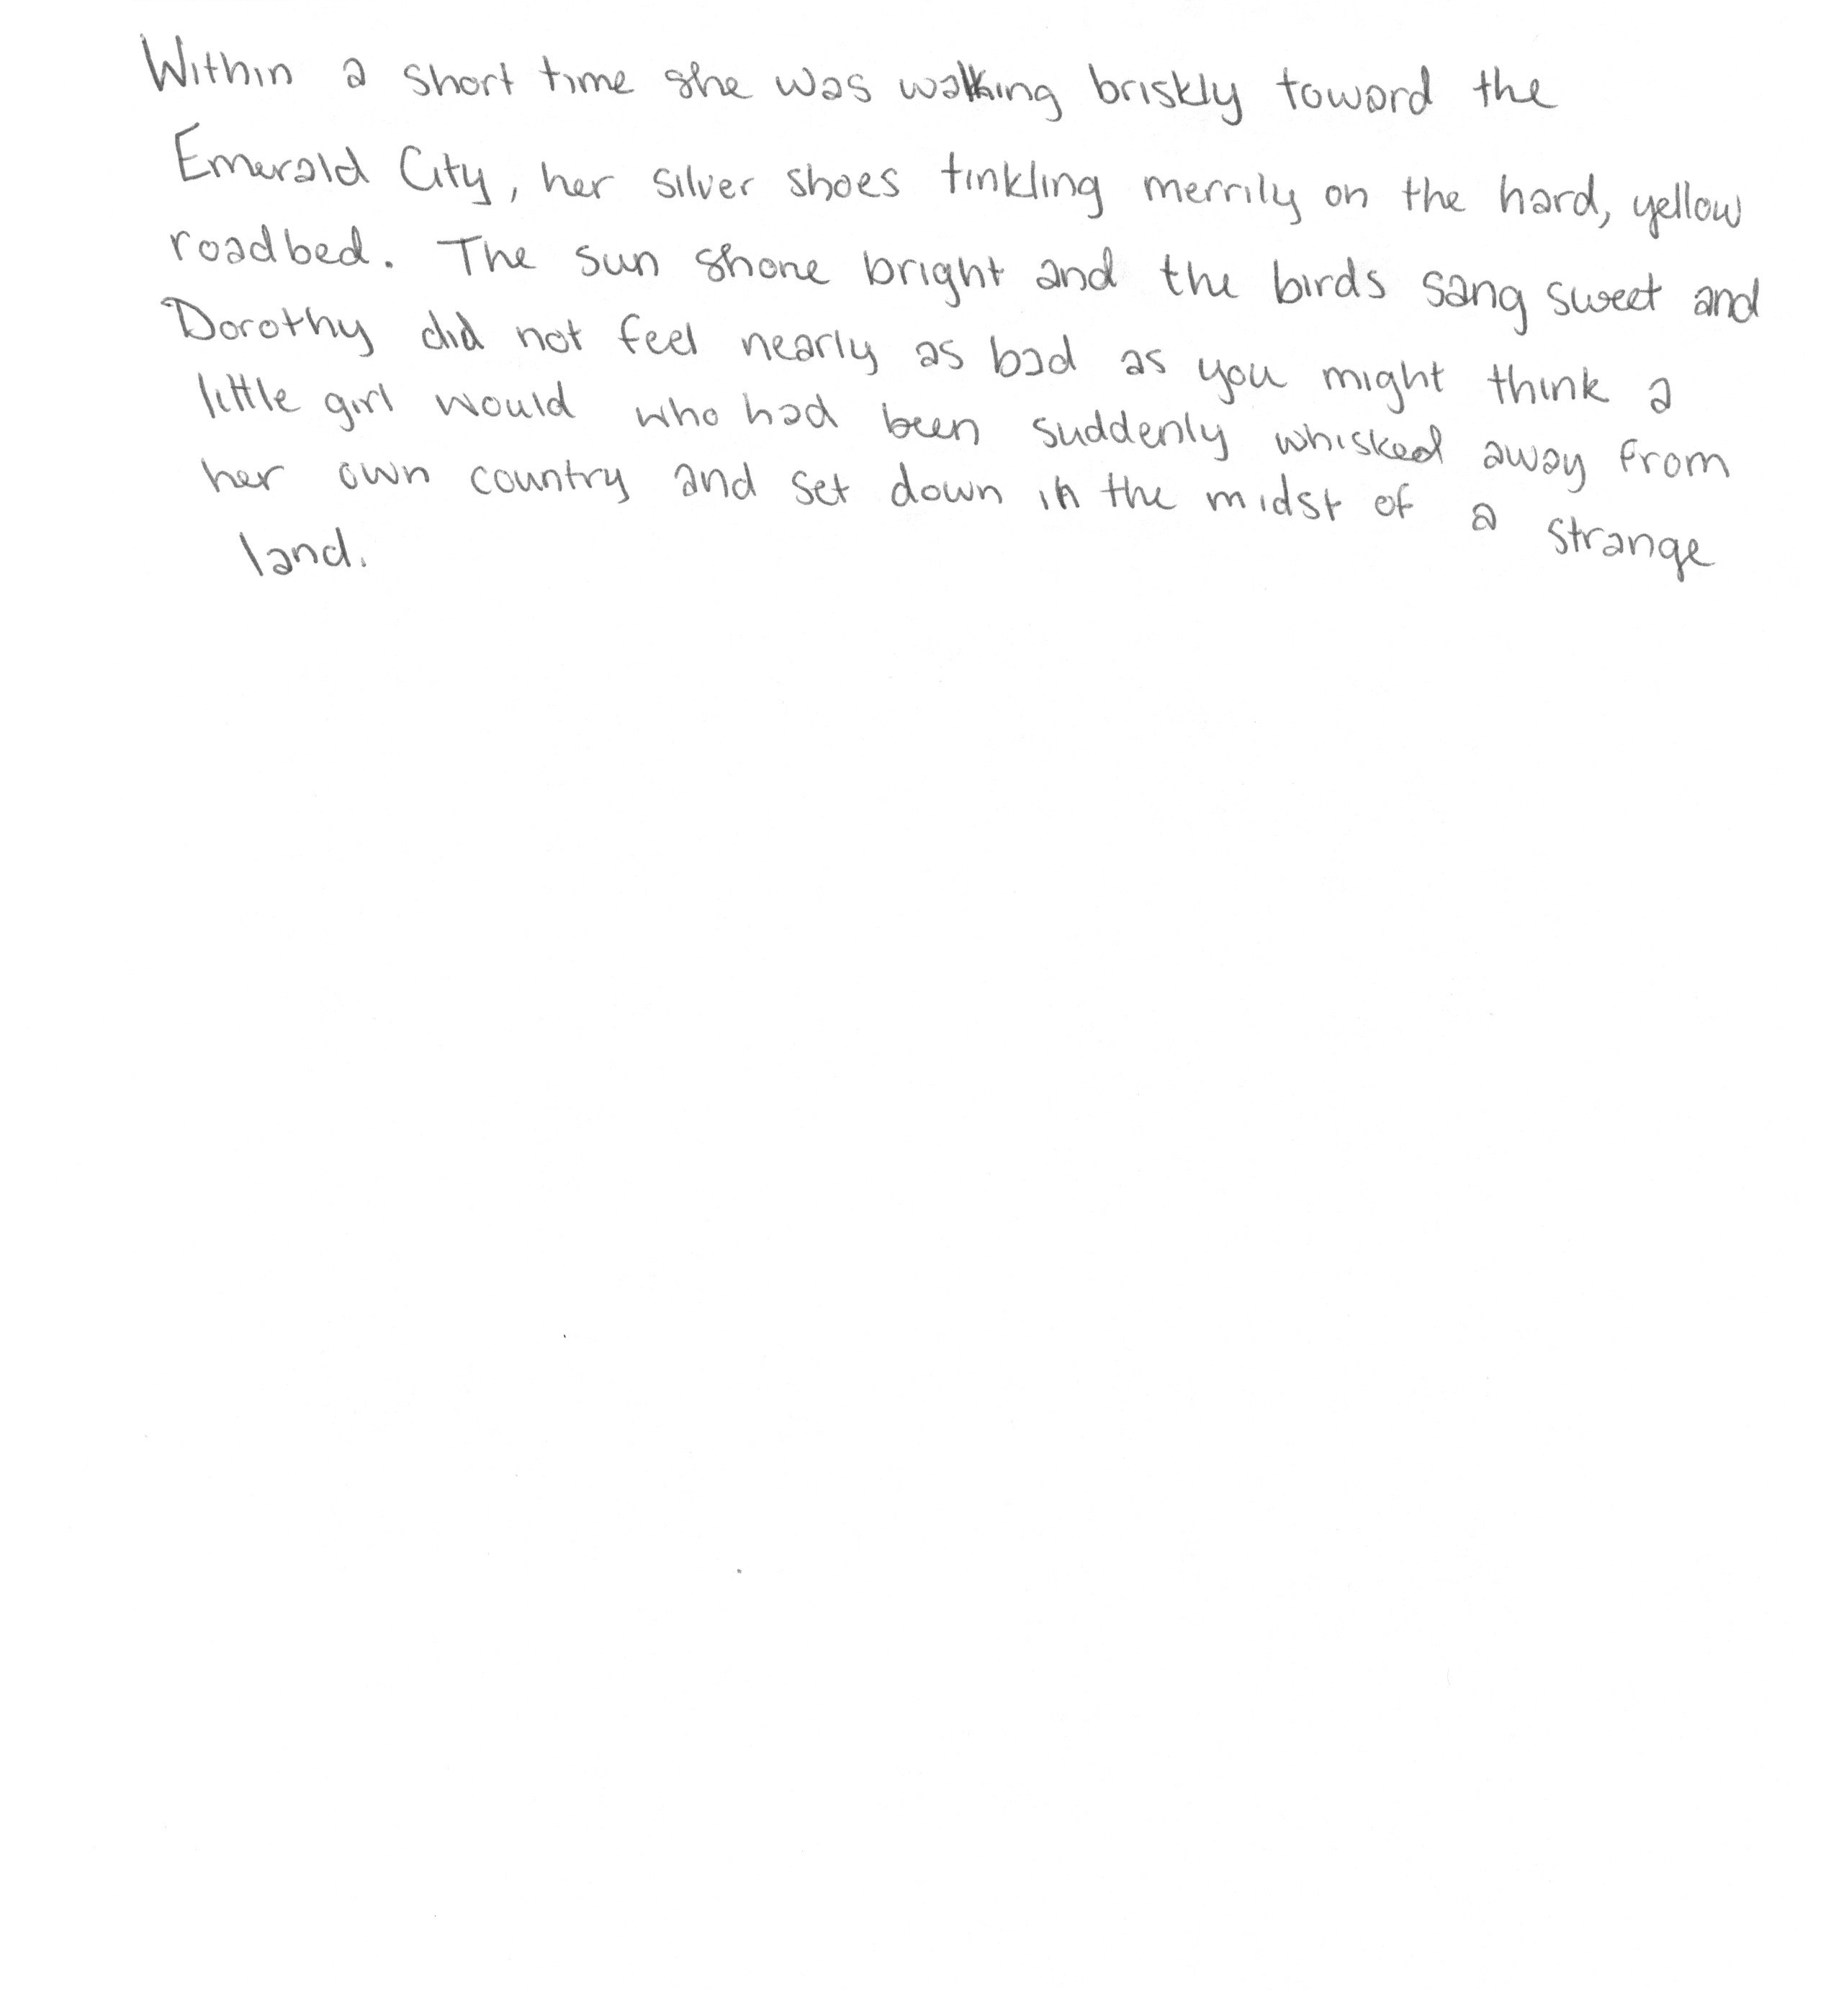 Within a short time she was walking briskly toward the
Emerald City, her silver shoes tinkling merrily on the hard, yellow
roadbed. The sun shone bright and the birds sang sweet and
Dorothy did not feel nearly as bad as you might think a
little girl would who had been suddenly whisked away from
her own country and set down in the midst of a strange
land.